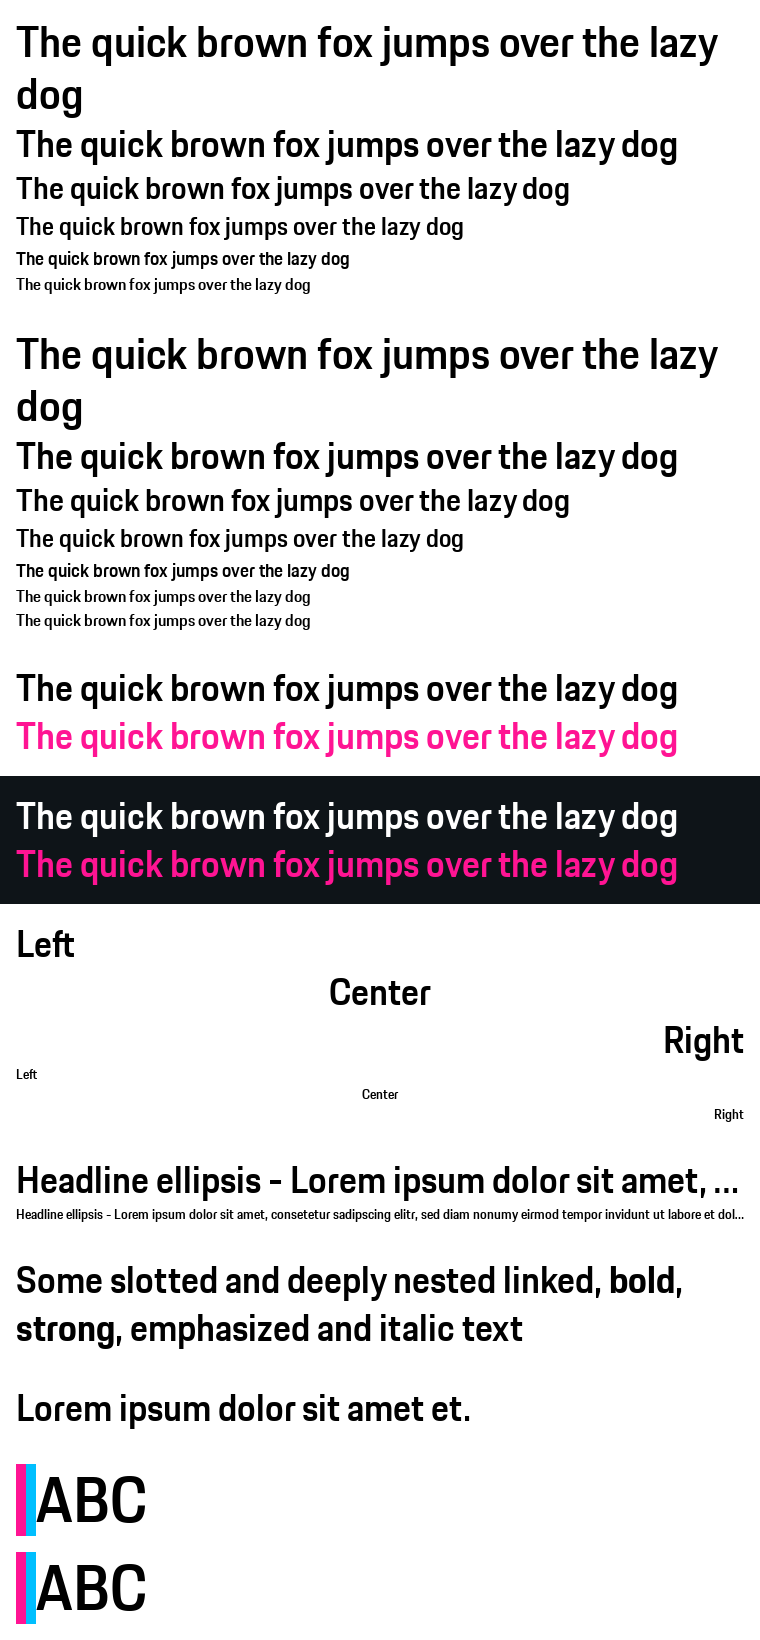 The quick brown fox jumps over the lazy
dog
The quick brown fox jumps over the lazy dog
The quick brown fox jumps over the lazy dog
The quick brown fox jumps over the lazy dog
The quick brown fox jumps over the lazy dog
The quick brown fox jumps over the lazy dog
The quick brown fox jumps over the lazy
dog
The quick brown fox jumps over the lazy dog
The quick brown fox jumps over the lazy dog
The quick brown fox jumps over the lazy dog
The quick brown fox jumps over the lazy dog
The quick brown fox jumps over the lazy dog
The quick brown fox jumps over the lazy dog
The quick brown fox jumps over the lazy dog
The quick brown fox jumps over the lazy dog
The quick brown fox jumps over the lazy dog
The quick brown fox jumps over the lazy dog
Left
Center
Right
Left
Center
Right
Headline ellipsis - Lorem ipsum dolor sit amet, ...
Headline ellipsis - Lorem ipsum dolor sit amet, consetetur sadipscing elitr, sed diam nonumy eirmod tempor invidunt ut labore et dol...
Some slotted and deeply nested linked, bold,
strong, emphasized and italic text
Lorem ipsum dolor sit amet et.
ABC
ABC